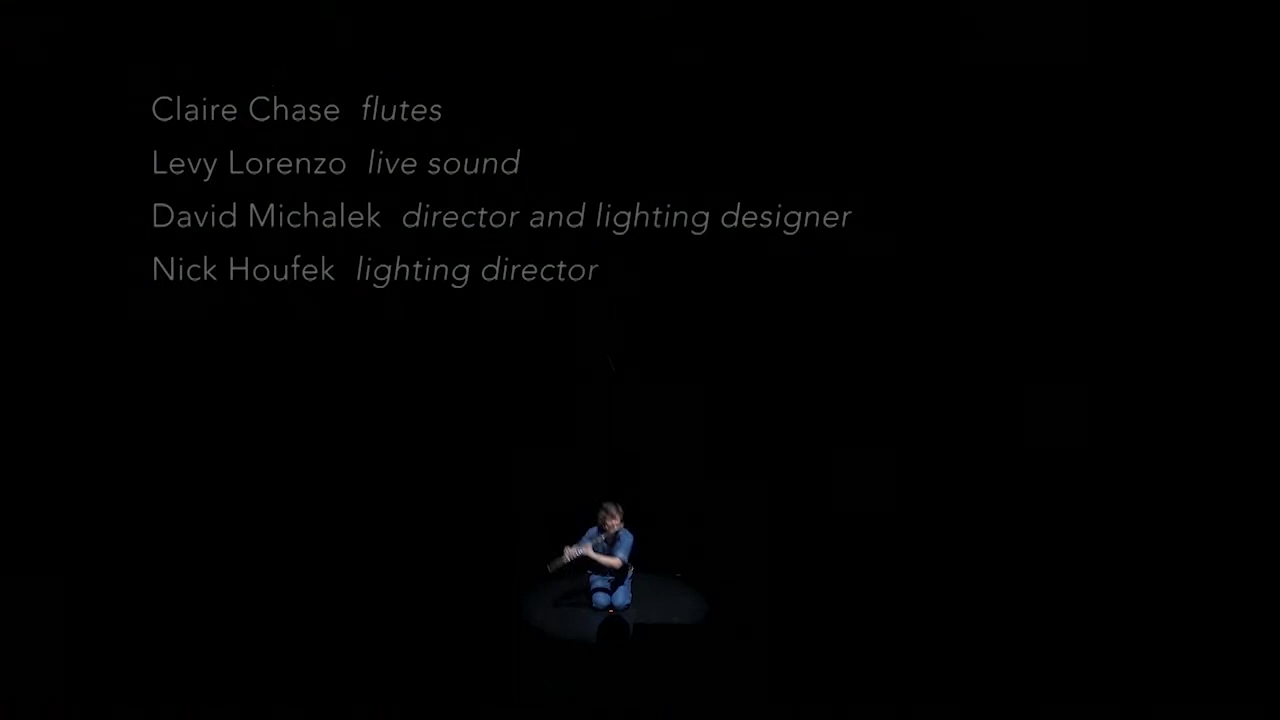 Claire Chase flutes
Levy Lorenzo live sound
David Michalek director and lighting designer
Nick Houfek lighting director